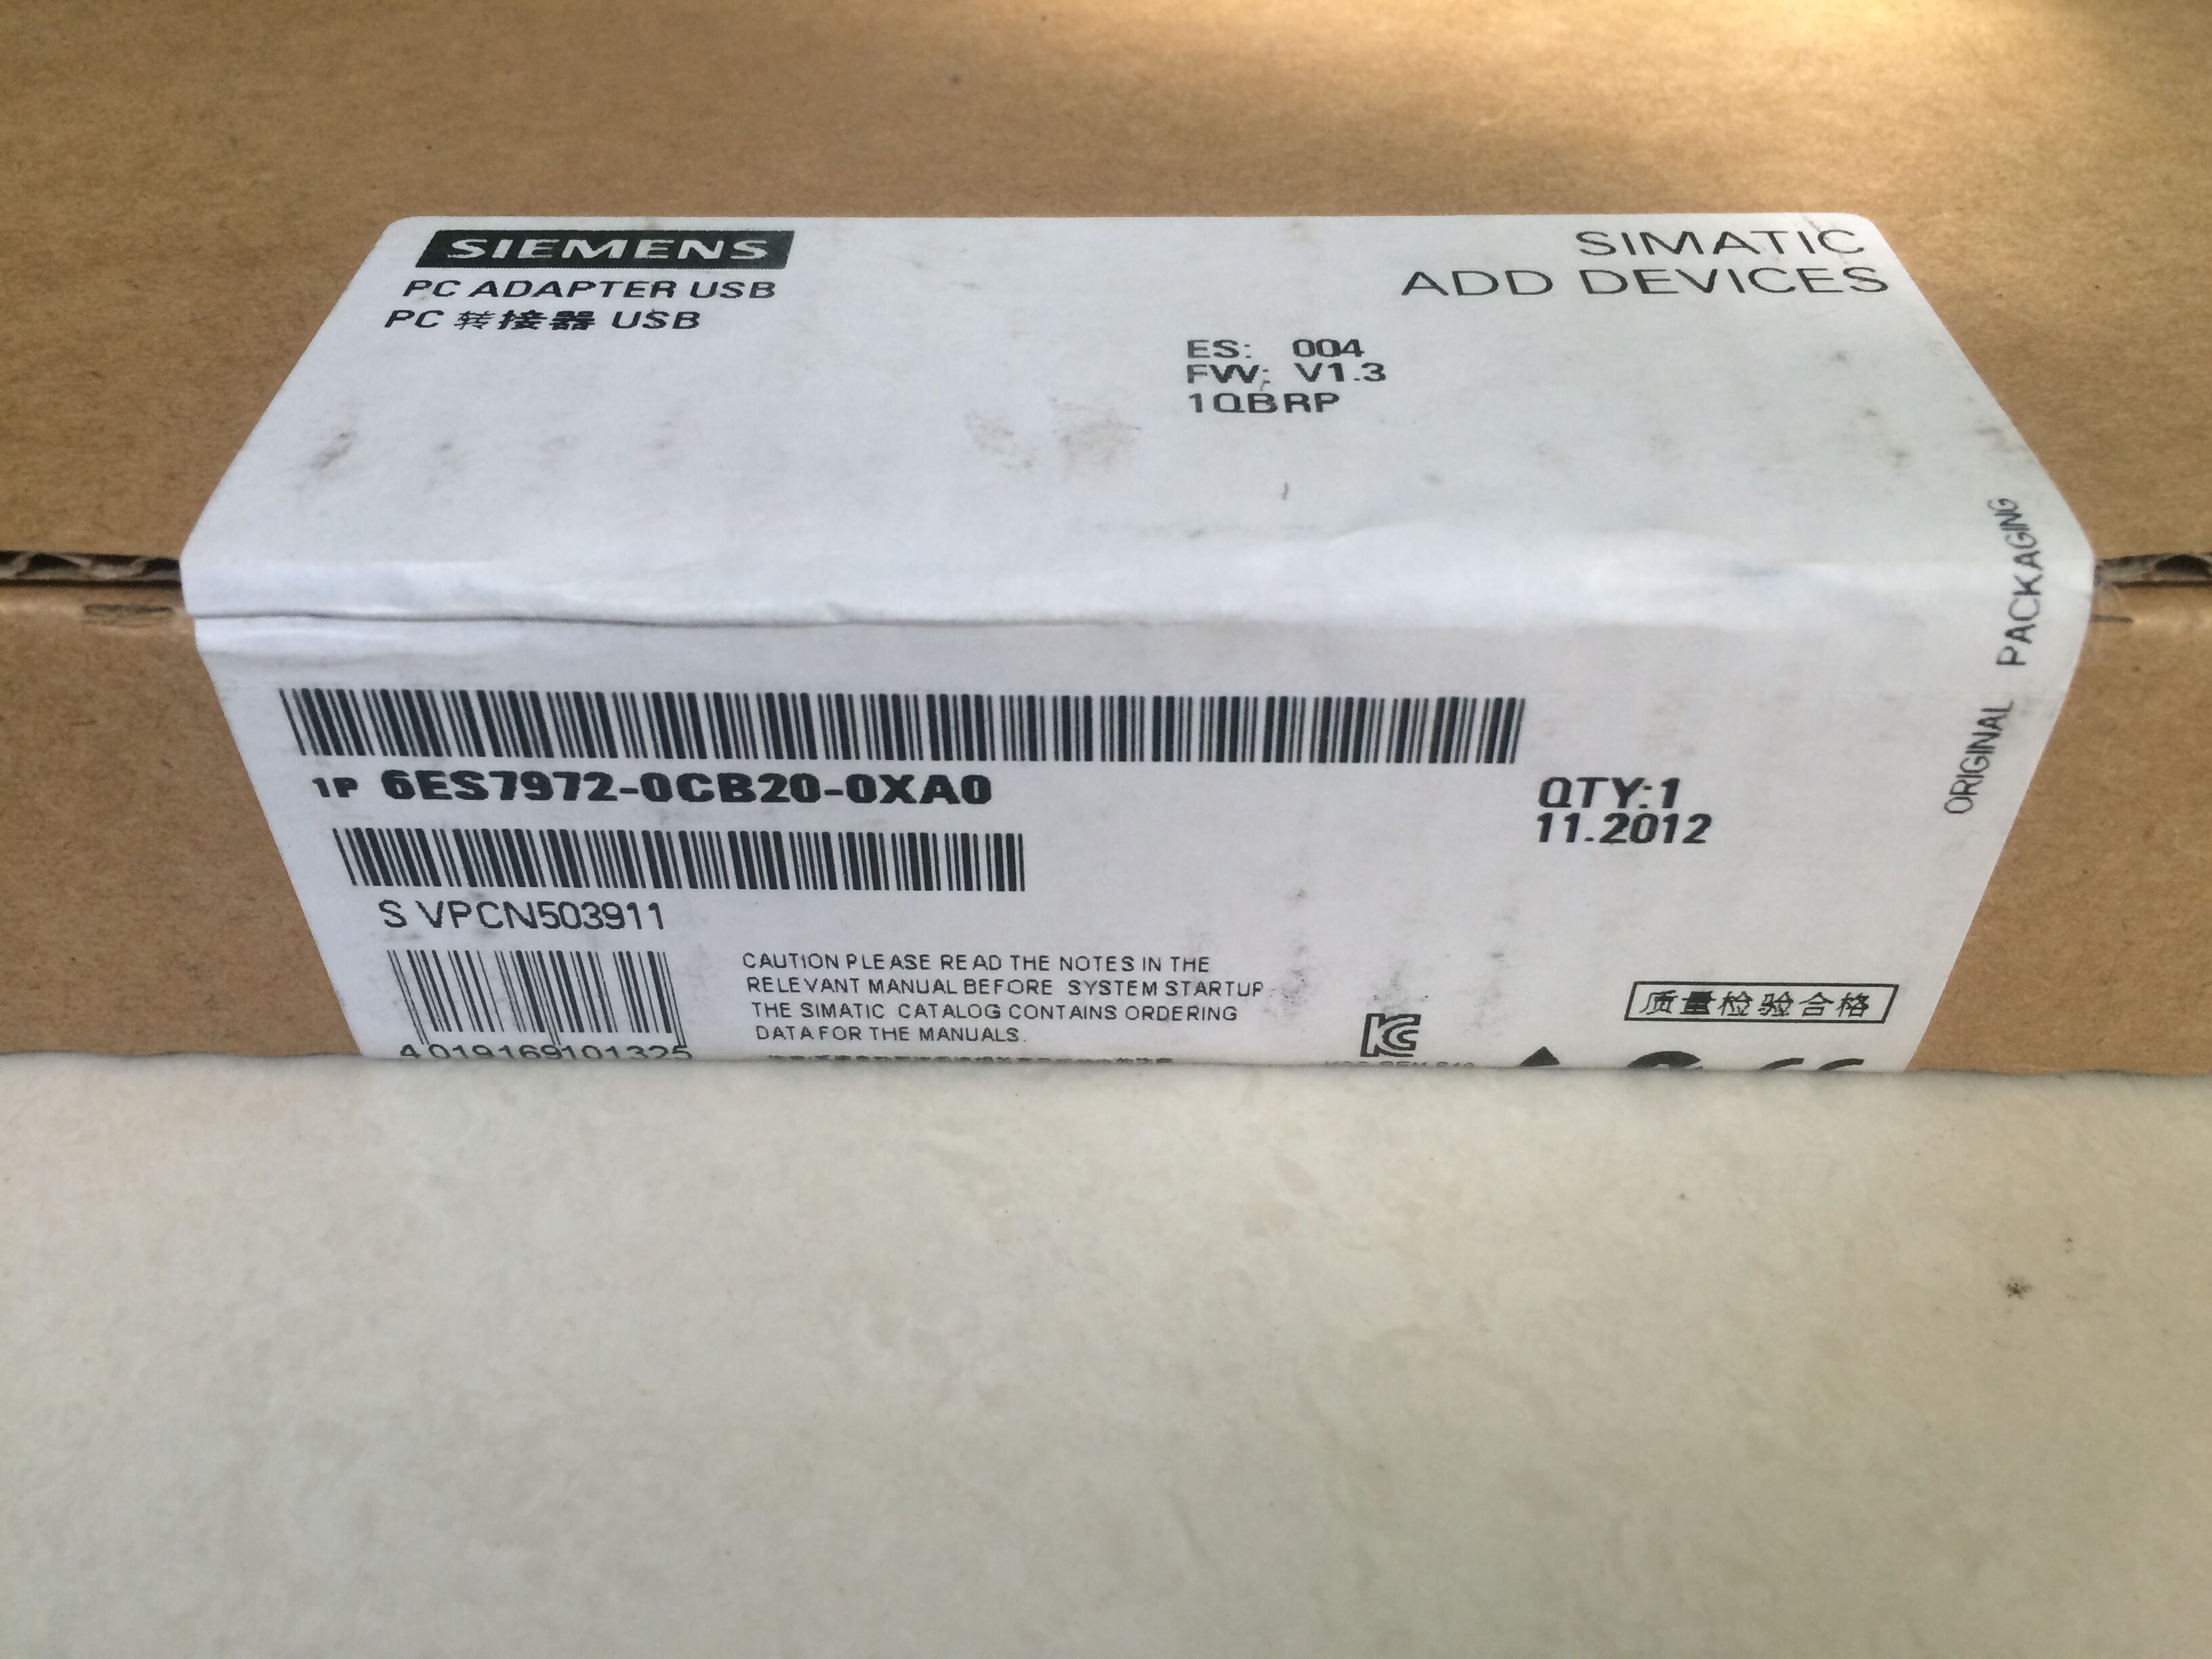 SIEMENS
PC ADAPTER USB
PC 转接器 USB
SIMATIC
ADD DEVICES
ES: 004
FW: V1.3
1QBRP
ORIGINAL PACKAGING
1P 6ES7972-0CB20-0XA0
QTY:1
11.2012
S VPCN503911
CAUTION PLEASE READ THE NOTES IN THE
RELEVANT MANUAL BEFORE SYSTEM STARTUP
THE SIMATIC CATALOG CONTAINS ORDERING
DATA FOR THE MANUALS.
4 019169101325
KC
质量检验合格